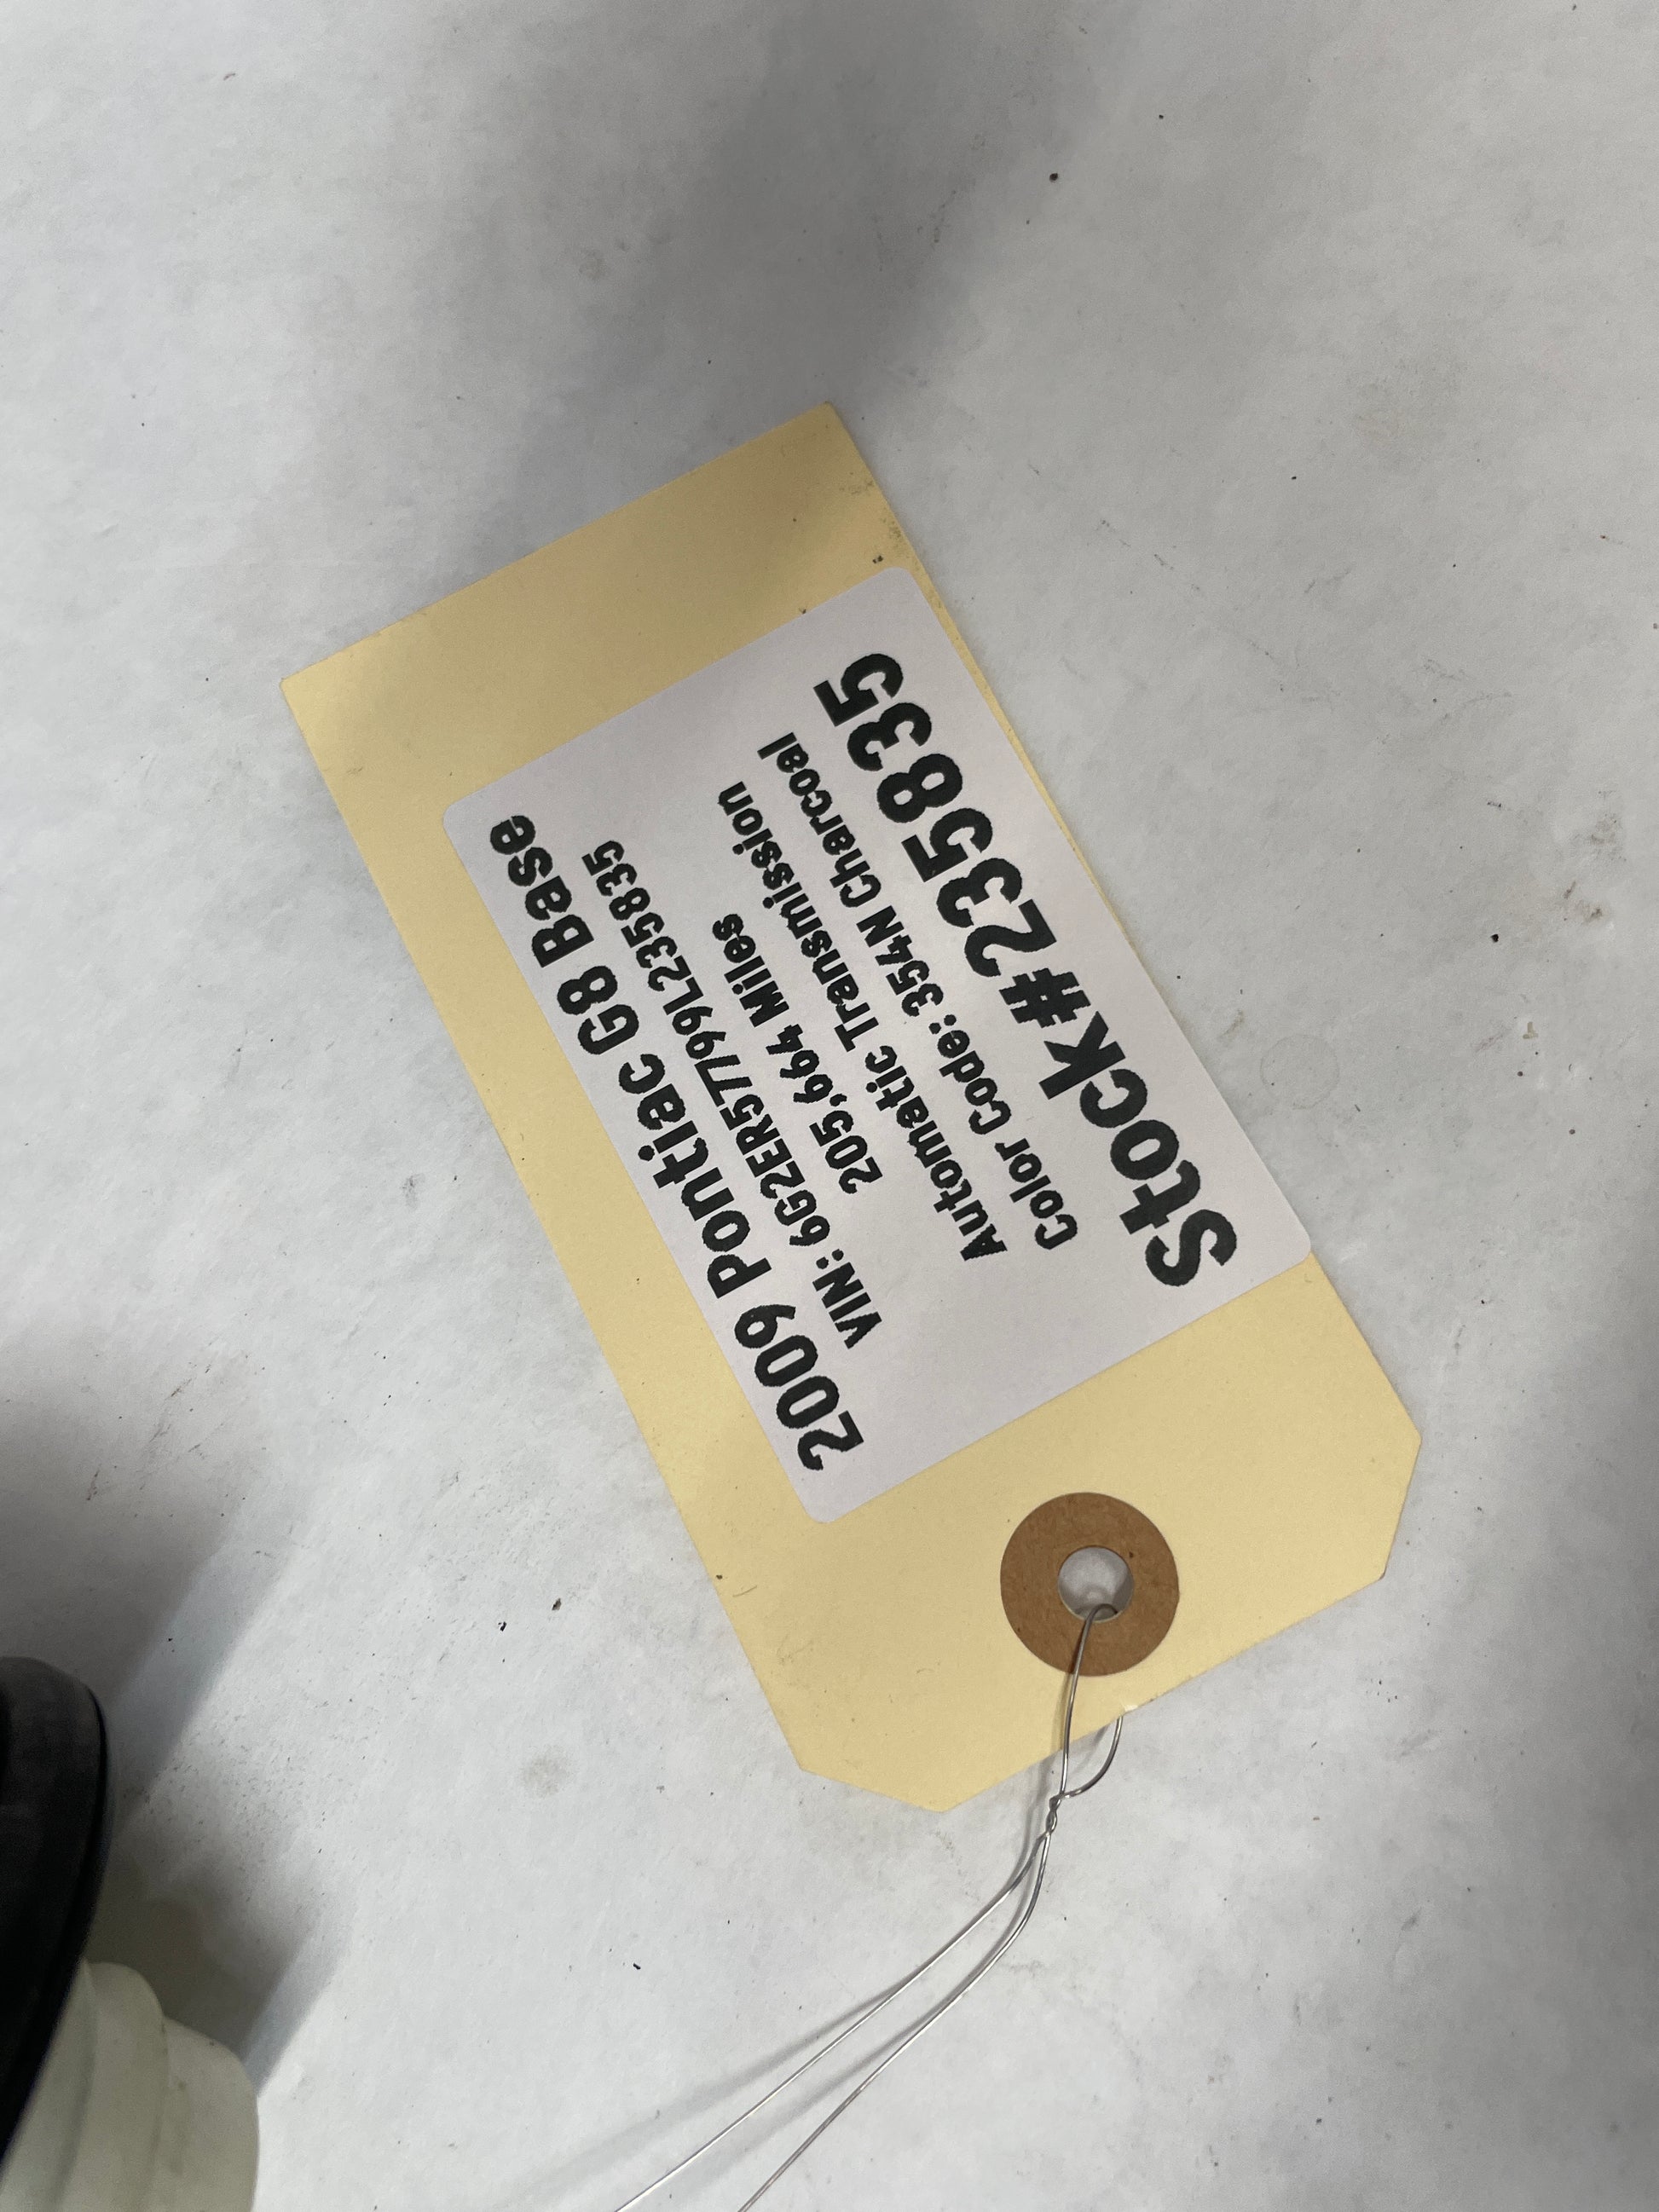 2009 Pontiac G8 Base
VIN: 6G2ER57799L235835
205,664 Miles
Automatic Transmission
Color Code: 354N Charcoal
Stock#235835